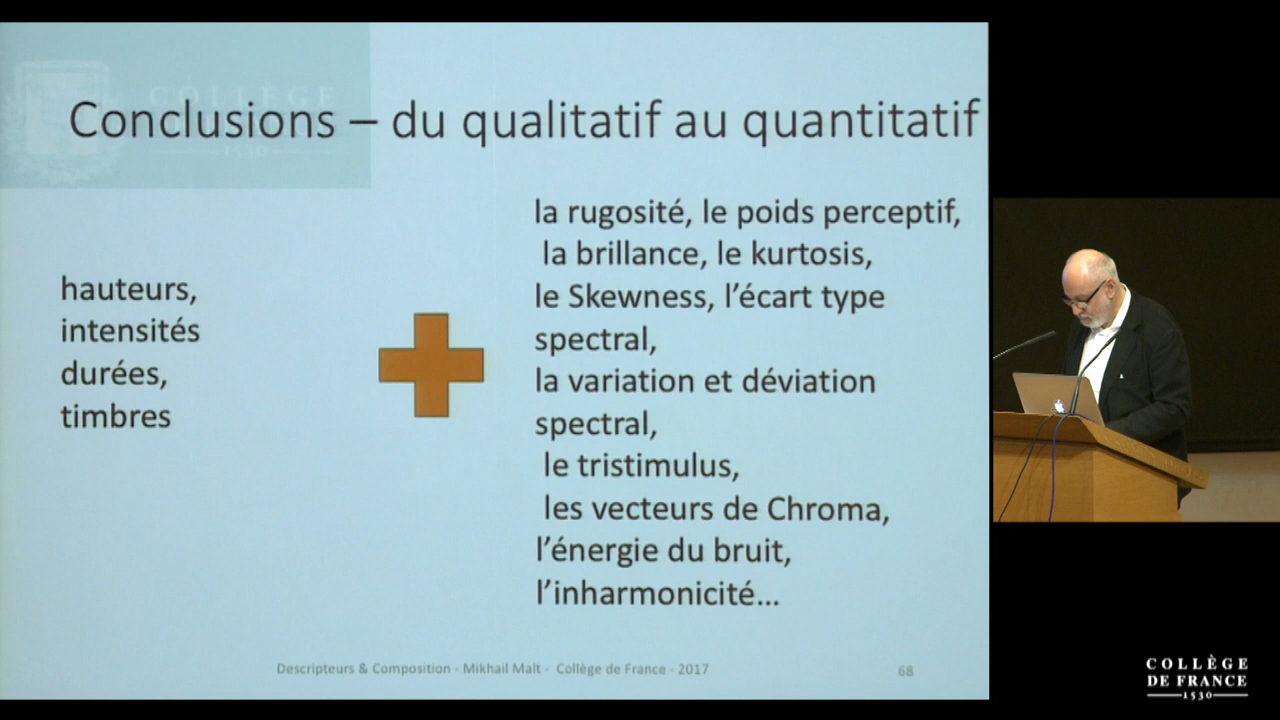 COLLÈGE
1530
Conclusions – du qualitatif au quantitatif
hauteurs,
intensités
durées,
timbres
la rugosité, le poids perceptif,
la brillance, le kurtosis,
le Skewness, l’écart type
spectral,
la variation et déviation
spectral,
le tristimulus,
les vecteurs de Chroma,
l’énergie du bruit,
l’inharmonicité...
Descripteurs & Composition - Mikhail Malt - Collège de France - 2017
68
COLLÈGE
DE FRANCE
1530